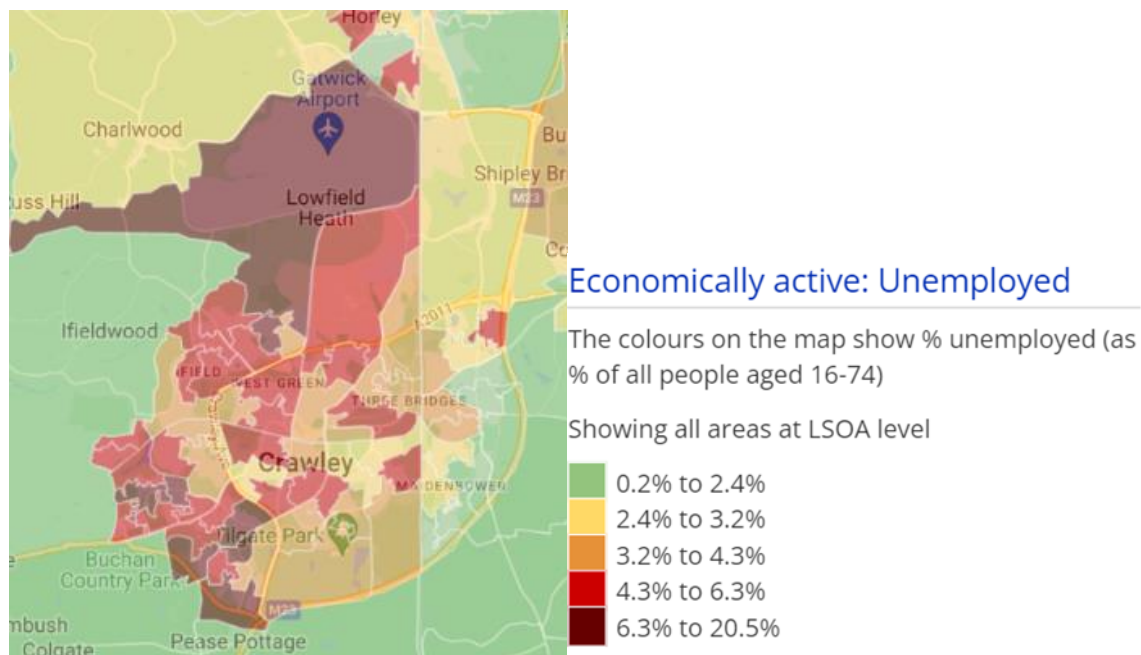 Horley
Gatwick
Airport
Charlwood
Bu
Shipley Br
M23
uss Hill
Lowfield
Heath
Co
A2011
Ifieldwood
IFIELD
WEST GREEN
THREE BRIDGES
Crawley
MAIDENBOWER
Tilgate Park
Buchan
Country Park
M23
mbush
Colgate
Pease Pottage
Economically active: Unemployed
The colours on the map show % unemployed (as
% of all people aged 16-74)
Showing all areas at LSOA level
0.2% to 2.4%
2.4% to 3.2%
3.2% to 4.3%
4.3% to 6.3%
6.3% to 20.5%